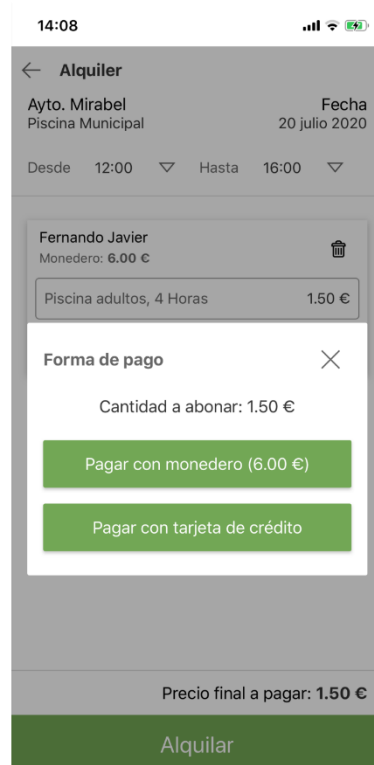 14:08
Alquiler
Ayto. Mirabel Fecha
Piscina Municipal 20 julio 2020
Desde 12:00 Hasta 16:00
Fernando Javier
Monedero: 6.00 €
Piscina adultos, 4 Horas 1.50 €
Forma de pago
Cantidad a abonar: 1.50 €
Pagar con monedero (6.00 €)
Pagar con tarjeta de crédito
Precio final a pagar: 1.50 €
Alquilar